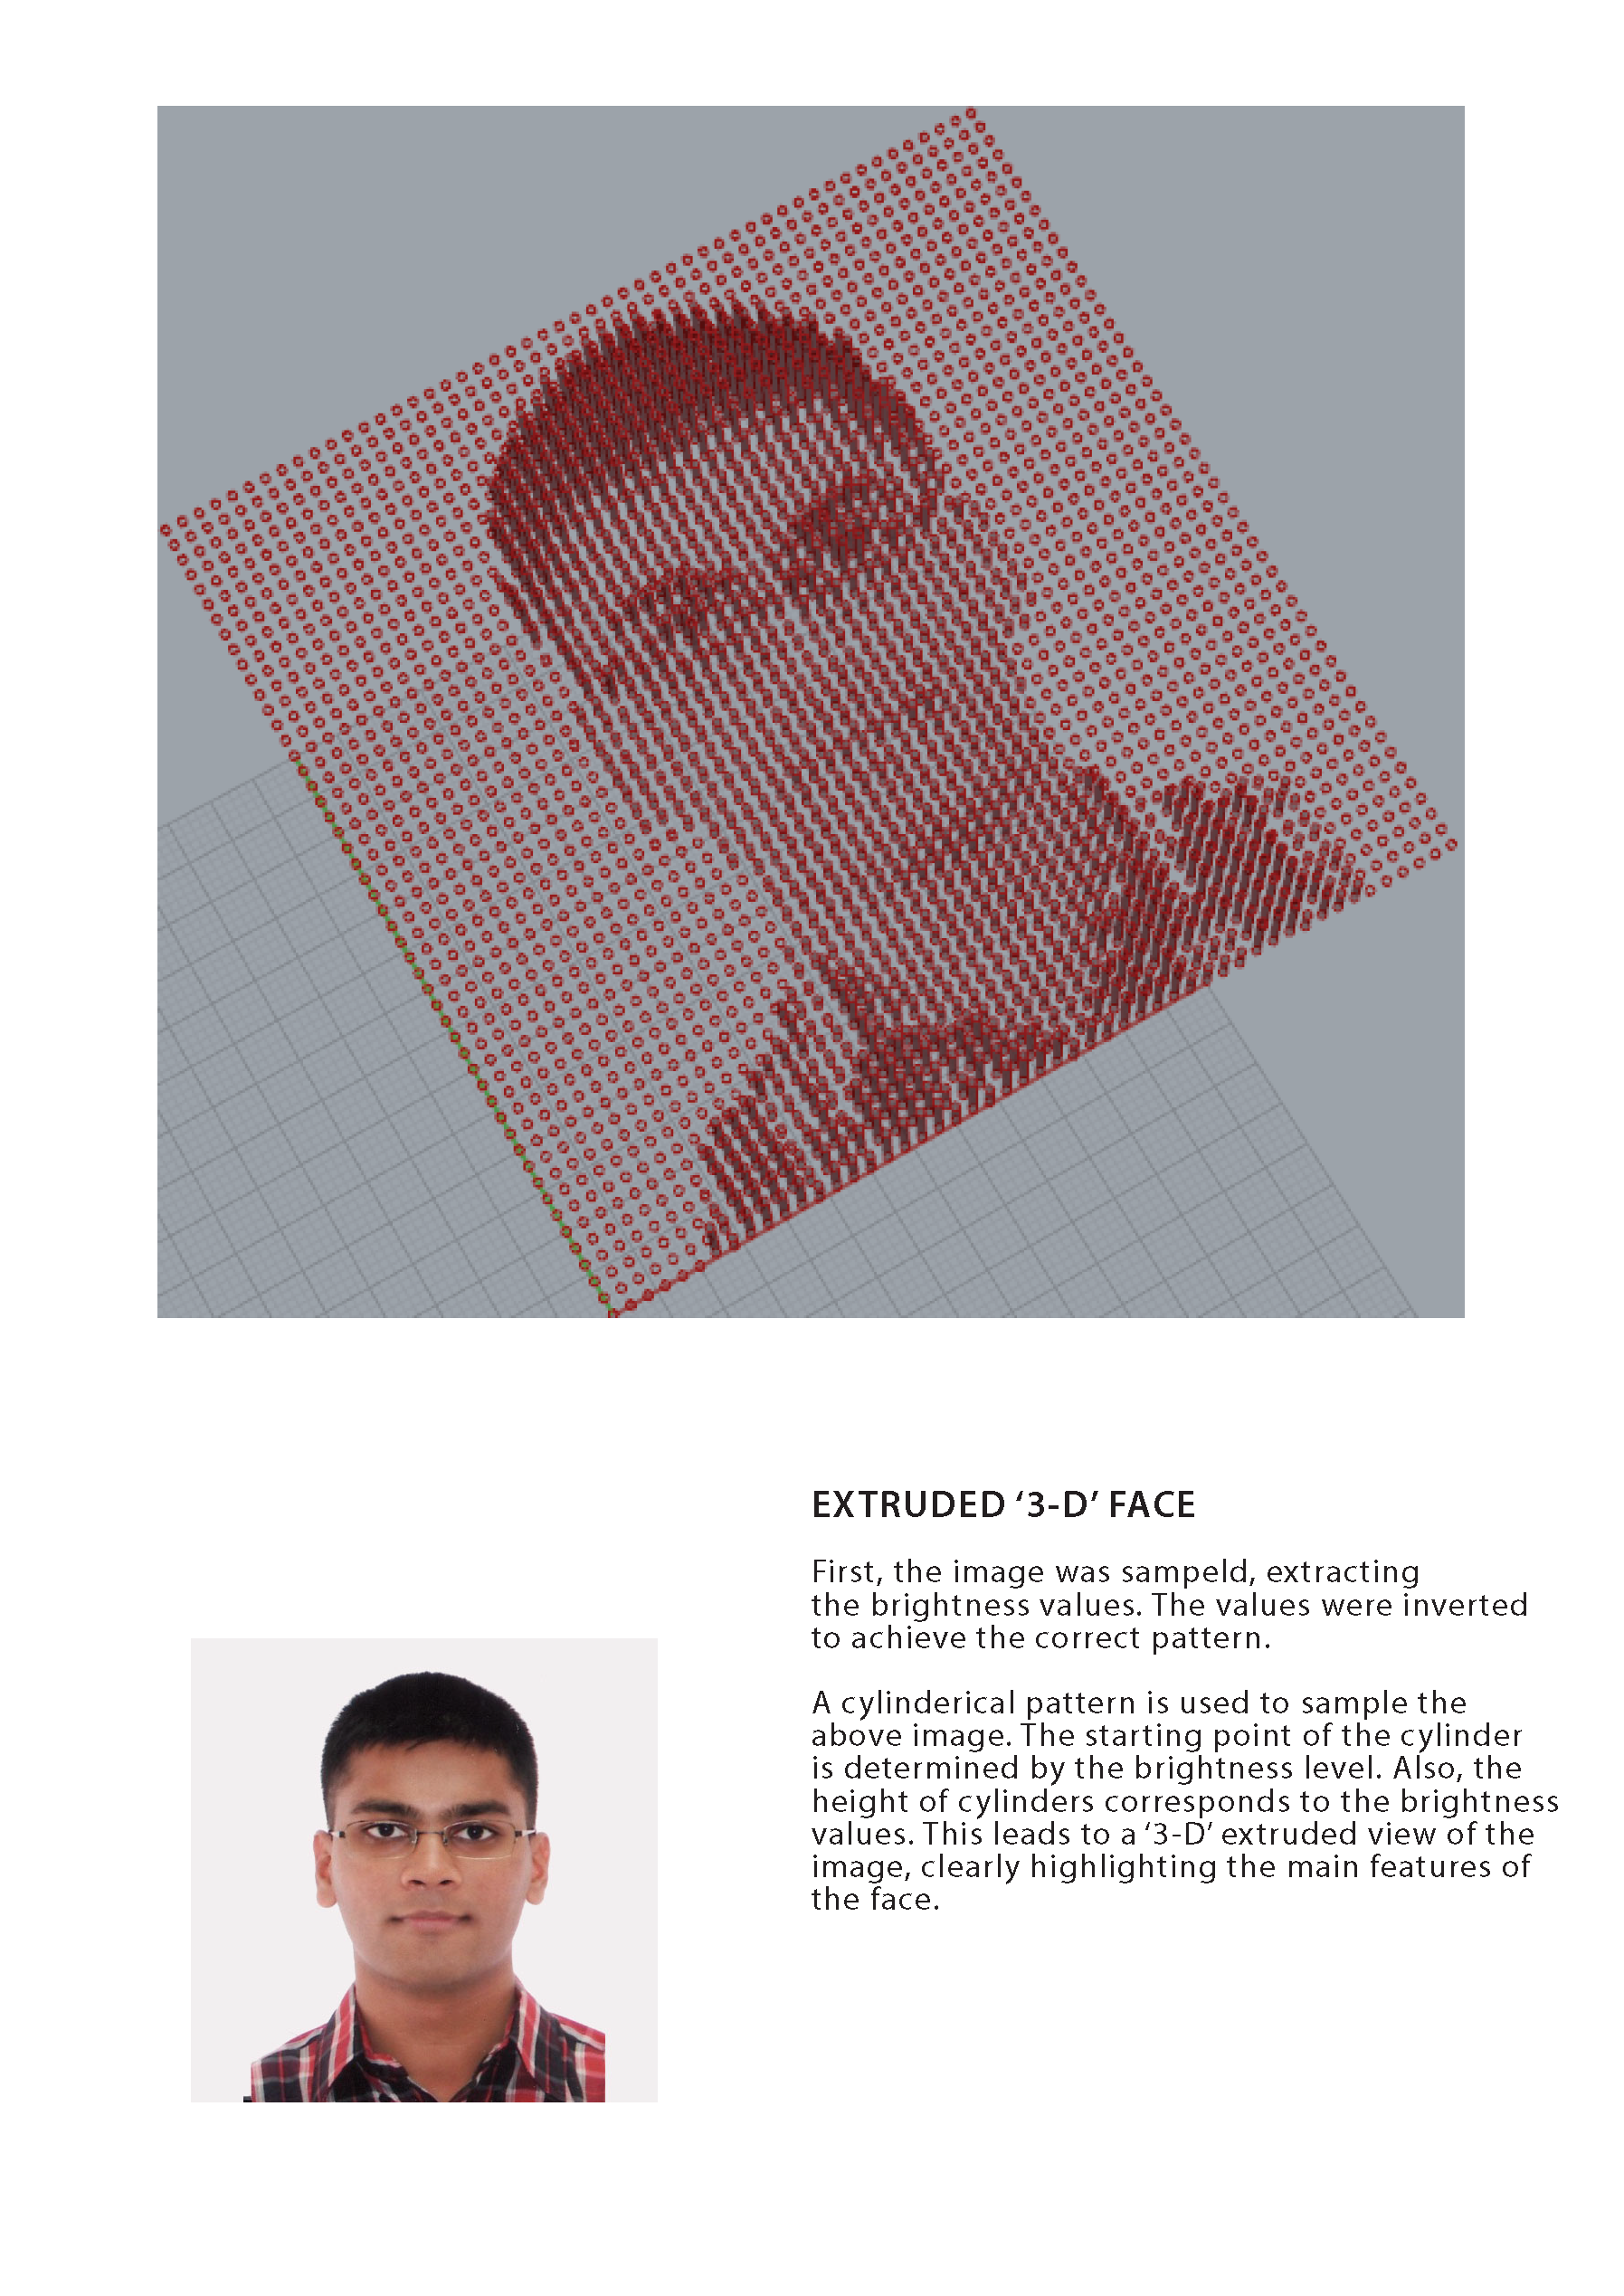 EXTRUDED ‘3-D’ FACE
First, the image was sampeld, extracting
the brightness values. The values were inverted
to achieve the correct pattern.
A cylinderical pattern is used to sample the
above image. The starting point of the cylinder
is determined by the brightness level. Also, the
height of cylinders corresponds to the brightness
values. This leads to a ‘3-D’ extruded view of the
image, clearly highlighting the main features of
the face.